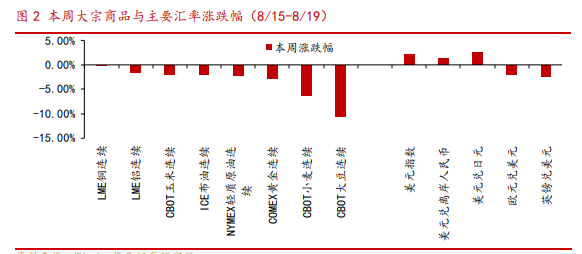 图 2 本周大宗商品与主要汇率涨跌幅（8/15-8/19）
本周涨跌幅
5.00%
0.00%
-5.00%
-10.00%
-15.00%
LME铜连续
LME铝连续
CBOT玉米连续
ICE布油连续
NYMEX轻质原油连
续
COMEX黄金连续
CBOT小麦连续
CBOT大豆连续
美元指数
美元兑离岸人民币
美元兑日元
欧元兑美元
英镑兑美元